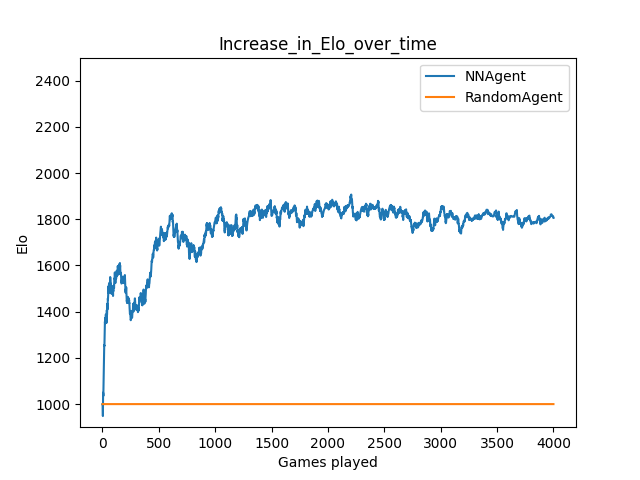 Increase_in_Elo_over_time
NNAgent
RandomAgent
2400
2200
2000
1800
1600
1400
1200
1000
Elo
0 500 1000 1500 2000 2500 3000 3500 4000
Games played